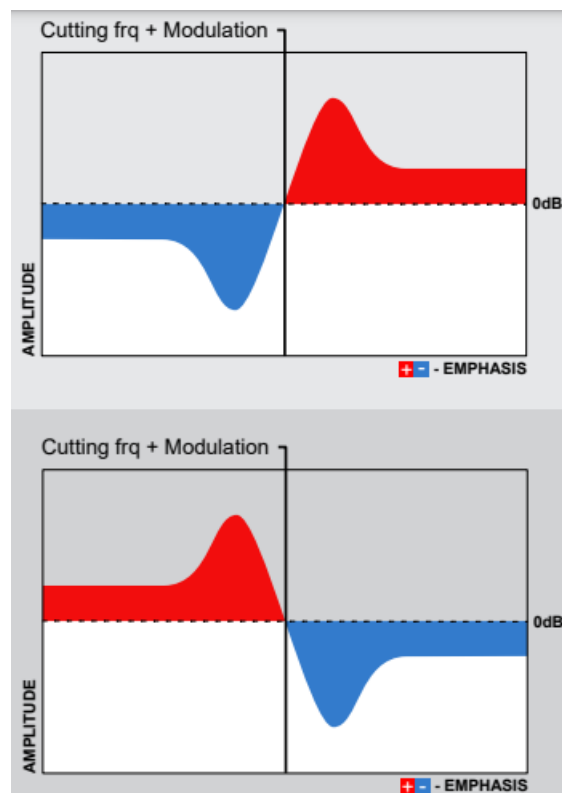 Cutting frq + Modulation
0dB
AMPLITUDE
+ - - EMPHASIS
Cutting frq + Modulation
0dB
AMPLITUDE
+ - - EMPHASIS